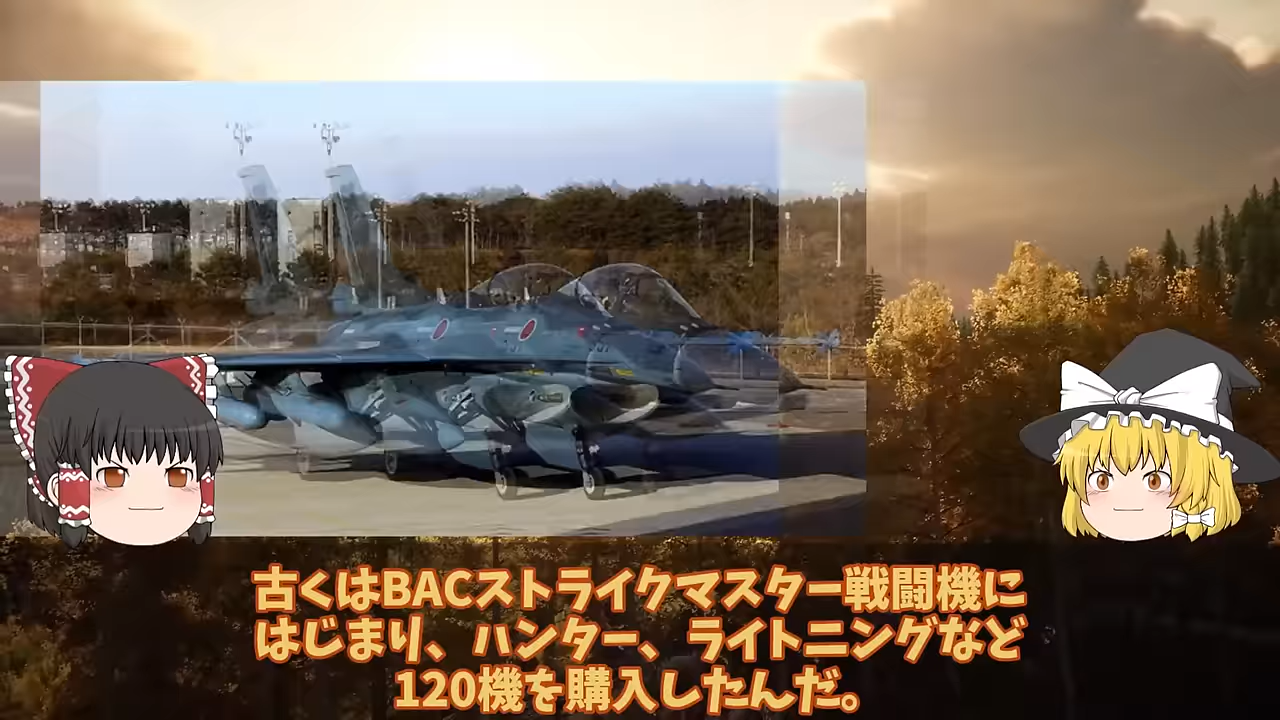 古くはBACストライクマスター戦闘機に
はじまり、ハンター、ライトニングなど
120機を購入したんだ。